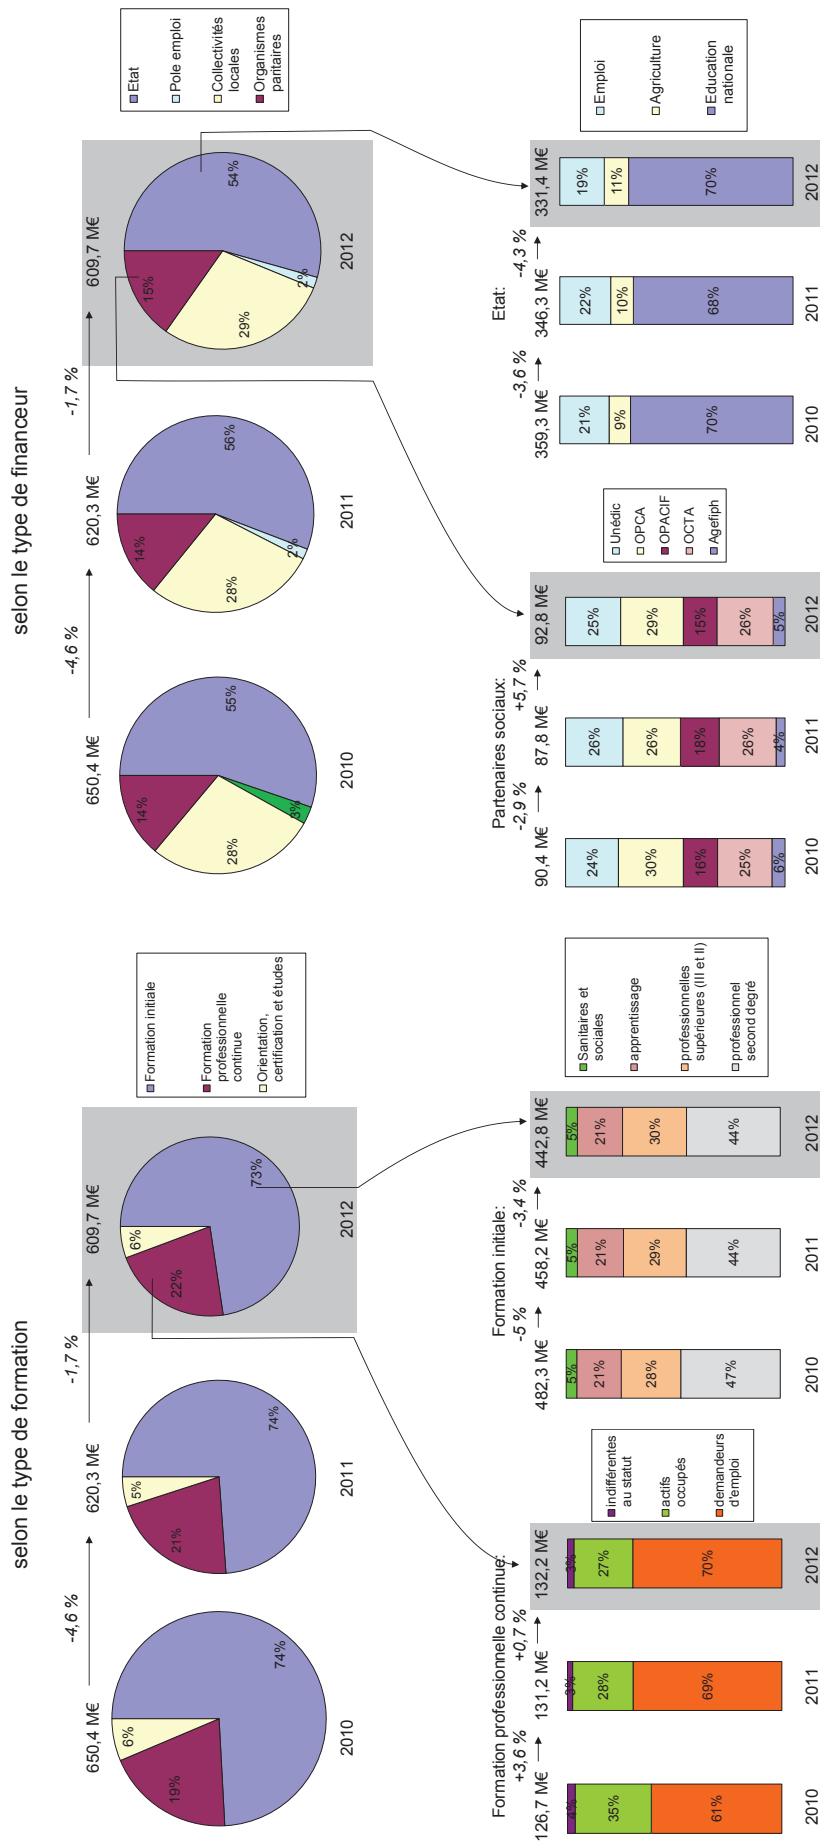 selon le type de formation
-4,6 %
-1,7 %
650,4 M€
620,3 M€
609,7 M€
6%
19%
74%
2010
5%
21%
74%
2011
6%
22%
73%
2012
Formation initiale
Formation
professionnelle
continue
Orientation,
certification et études
Formation professionnelle continue:
+3,6 %
+0,7 %
126,7 M€
131,2 M€
132,2 M€
4%
35%
61%
2010
3%
28%
69%
2011
3%
27%
70%
2012
indifférentes
au statut
actifs
occupés
demandeurs
d'emploi
Formation initiale:
-5 %
-3,4 %
482,3 M€
458,2 M€
442,8 M€
5%
21%
28%
47%
2010
5%
21%
29%
44%
2011
5%
21%
30%
44%
2012
Sanitaires et
sociales
apprentissage
professionnelles
supérieures (III et II)
professionnel
second degré
selon le type de financeur
-4,6 %
-1,7 %
650,4 M€
620,3 M€
609,7 M€
14%
28%
3%
55%
2010
14%
28%
2%
56%
2011
15%
29%
2%
54%
2012
Etat
Pole emploi
Collectivités
locales
Organismes
paritaires
Partenaires sociaux:
-2,9 %
+5,7 %
90,4 M€
87,8 M€
92,8 M€
24%
30%
16%
25%
6%
2010
26%
26%
18%
26%
4%
2011
25%
29%
15%
26%
5%
2012
Unédic
OPCA
OPACIF
OCTA
Agefiph
Etat:
-3,6 %
-4,3 %
359,3 M€
346,3 M€
331,4 M€
21%
9%
70%
2010
22%
10%
68%
2011
19%
11%
70%
2012
Emploi
Agriculture
Education
nationale